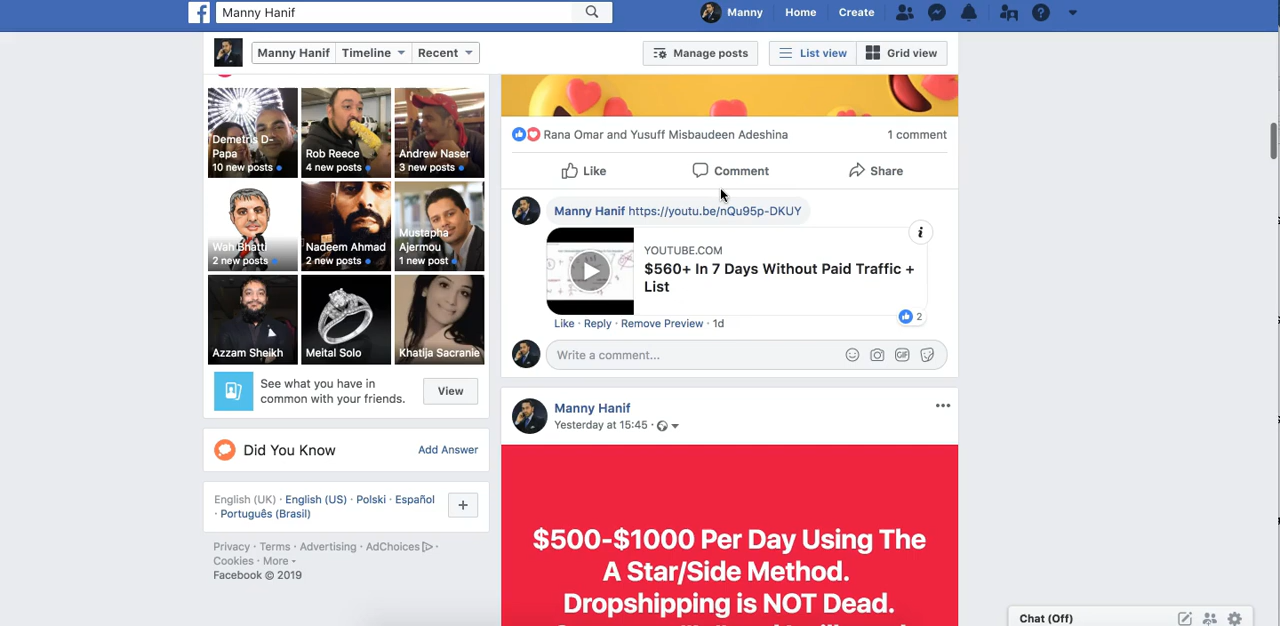 Manny Hanif
Manny
Home
Create
Manny Hanif
Timeline
Recent
Manage posts
List view
Grid view
Demetris D-
Papa
10 new posts
Rob Reece
4 new posts
Andrew Naser
3 new posts
Wah Bhatti
2 new posts
Nadeem Ahmad
2 new posts
Mustapha
Ajermou
1 new post
Azzam Sheikh
Meital Solo
Khatija Sacranie
See what you have in
common with your friends.
View
Did You Know
Add Answer
English (UK) · English (US) · Polski · Español
· Português (Brasil)
Privacy · Terms · Advertising · AdChoices ·
Cookies · More
Facebook © 2019
Rana Omar and Yusuff Misbaudeen Adeshina
1 comment
Like
Comment
Share
Manny Hanif https://youtu.be/nQu95p-DKUY
YOUTUBE.COM
$560+ In 7 Days Without Paid Traffic +
List
2
Like · Reply · Remove Preview · 1d
Write a comment...
GIF
Manny Hanif
Yesterday at 15:45 ·
$500-$1000 Per Day Using The
A Star/Side Method.
Dropshipping is NOT Dead.
Chat (Off)